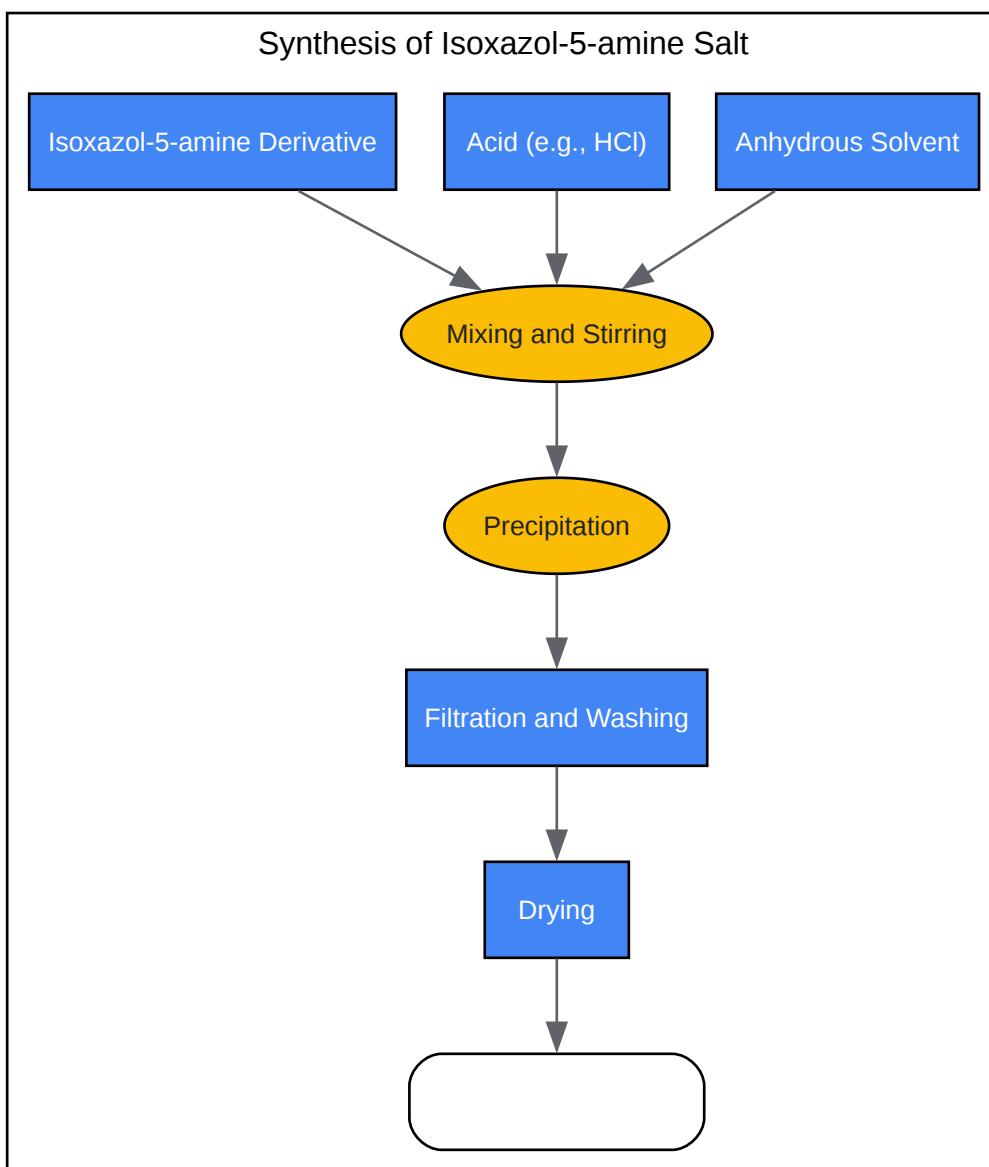 Synthesis of Isoxazol-5-amine Salt
Isoxazol-5-amine Derivative
Acid (e.g., HCl)
Anhydrous Solvent
Mixing and Stirring
Precipitation
Filtration and Washing
Drying